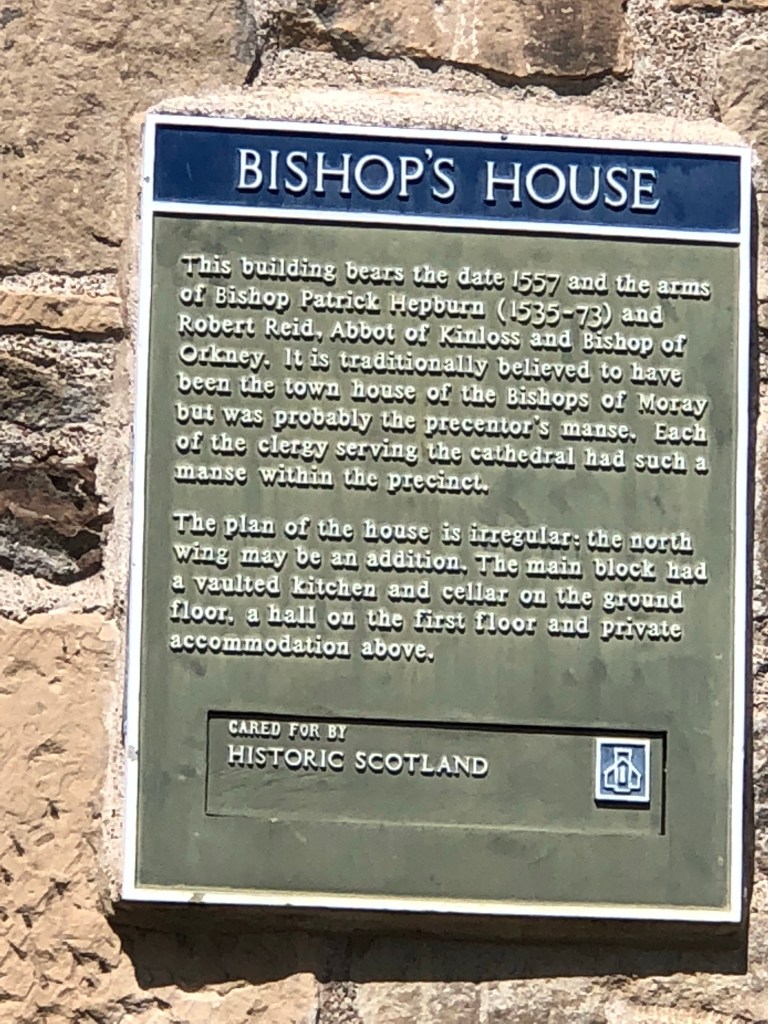 BISHOP'S HOUSE
This building bears the date 1557 and the arms
of Bishop Patrick Hepburn (1535-73) and
Robert Reid, Abbot of Kinloss and Bishop of
Orkney. It is traditionally believed to have
been the town house of the Bishops of Moray
but was probably the precentor's manse. Each
of the clergy serving the cathedral had such a
manse within the precinct.
The plan of the house is irregular: the north
wing may be an addition. The main block had
a vaulted kitchen and cellar on the ground
floor, a hall on the first floor and private
accommodation above.
CARED FOR BY
HISTORIC SCOTLAND